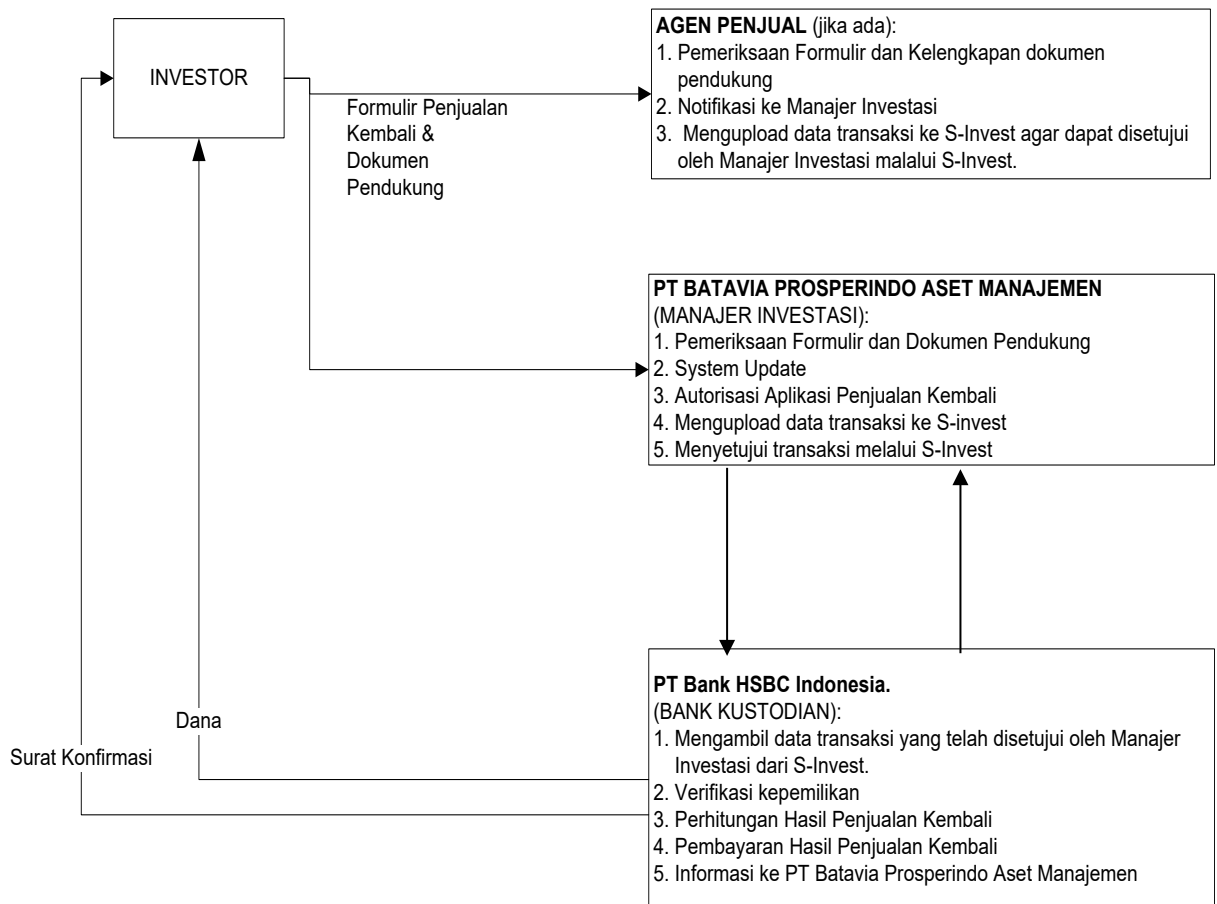 INVESTOR
Formulir Penjualan
Kembali &
Dokumen
Pendukung
AGEN PENJUAL (jika ada):
1. Pemeriksaan Formulir dan Kelengkapan dokumen
pendukung
2. Notifikasi ke Manajer Investasi
3. Mengupload data transaksi ke S-Invest agar dapat disetujui
oleh Manajer Investasi malalui S-Invest.
PT BATAVIA PROSPERINDO ASET MANAJEMEN
(MANAJER INVESTASI):
1. Pemeriksaan Formulir dan Dokumen Pendukung
2. System Update
3. Autorisasi Aplikasi Penjualan Kembali
4. Mengupload data transaksi ke S-invest
5. Menyetujui transaksi melalui S-Invest
Dana
Surat Konfirmasi
PT Bank HSBC Indonesia.
(BANK KUSTODIAN):
1. Mengambil data transaksi yang telah disetujui oleh Manajer
Investasi dari S-Invest.
2. Verifikasi kepemilikan
3. Perhitungan Hasil Penjualan Kembali
4. Pembayaran Hasil Penjualan Kembali
5. Informasi ke PT Batavia Prosperindo Aset Manajemen